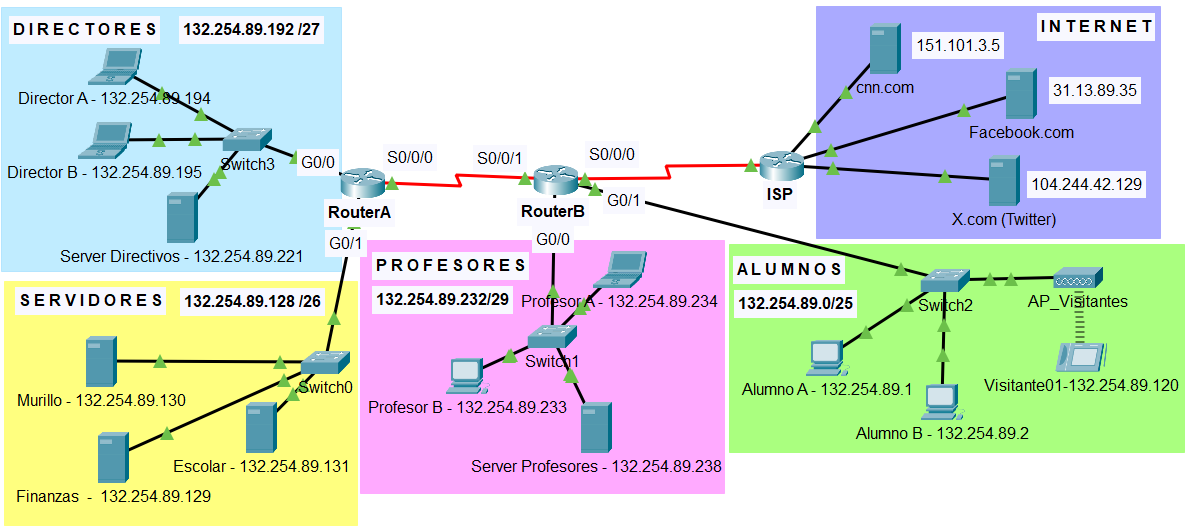 DIRECTORES 132.254.89.192 /27
Director A - 132.254.89.194
Director B - 132.254.89.195
Switch3
G0/0
Server Directivos - 132.254.89.221
RouterA
S0/0/0
S0/0/1
S0/0/0
G0/1
RouterB
G0/1
G0/0
ISP
INTERNET
151.101.3.5
cnn.com
31.13.89.35
Facebook.com
104.244.42.129
X.com (Twitter)
SERVIDORES 132.254.89.128 /26
Switch0
Murillo - 132.254.89.130
Escolar - 132.254.89.131
Finanzas - 132.254.89.129
PROFESORES
132.254.89.232/29
Profesor A - 132.254.89.234
Switch1
Profesor B - 132.254.89.233
Server Profesores - 132.254.89.238
ALUMNOS
132.254.89.0/25
Switch2
AP_Visitantes
Alumno A - 132.254.89.1
Visitante01-132.254.89.120
Alumno B - 132.254.89.2